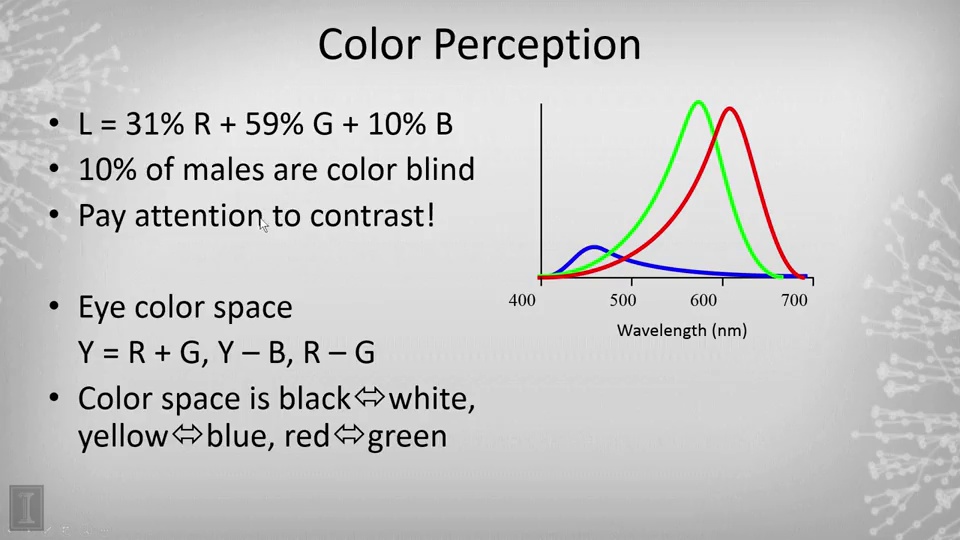 Color Perception
• L = 31% R + 59% G + 10% B
• 10% of males are color blind
• Pay attention to contrast!
• Eye color space
Y = R + G, Y – B, R – G
• Color space is black⇔white,
yellow⇔blue, red⇔green
400 500 600 700
Wavelength (nm)
I